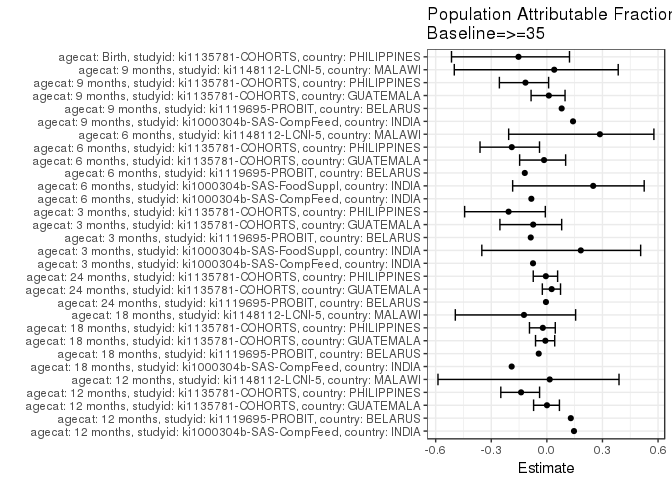 Population Attributable Fraction
Baseline=>=35
agecat: Birth, studyid: ki1135781-COHORTS, country: PHILIPPINES
agecat: 9 months, studyid: ki1148112-LCNI-5, country: MALAWI
agecat: 9 months, studyid: ki1135781-COHORTS, country: PHILIPPINES
agecat: 9 months, studyid: ki1135781-COHORTS, country: GUATEMALA
agecat: 9 months, studyid: ki1119695-PROBIT, country: BELARUS
agecat: 9 months, studyid: ki1000304b-SAS-CompFeed, country: INDIA
agecat: 6 months, studyid: ki1148112-LCNI-5, country: MALAWI
agecat: 6 months, studyid: ki1135781-COHORTS, country: PHILIPPINES
agecat: 6 months, studyid: ki1135781-COHORTS, country: GUATEMALA
agecat: 6 months, studyid: ki1119695-PROBIT, country: BELARUS
agecat: 6 months, studyid: ki1000304b-SAS-FoodSuppl, country: INDIA
agecat: 6 months, studyid: ki1000304b-SAS-CompFeed, country: INDIA
agecat: 3 months, studyid: ki1135781-COHORTS, country: PHILIPPINES
agecat: 3 months, studyid: ki1135781-COHORTS, country: GUATEMALA
agecat: 3 months, studyid: ki1119695-PROBIT, country: BELARUS
agecat: 3 months, studyid: ki1000304b-SAS-FoodSuppl, country: INDIA
agecat: 3 months, studyid: ki1000304b-SAS-CompFeed, country: INDIA
agecat: 24 months, studyid: ki1135781-COHORTS, country: PHILIPPINES
agecat: 24 months, studyid: ki1135781-COHORTS, country: GUATEMALA
agecat: 24 months, studyid: ki1119695-PROBIT, country: BELARUS
agecat: 18 months, studyid: ki1148112-LCNI-5, country: MALAWI
agecat: 18 months, studyid: ki1135781-COHORTS, country: PHILIPPINES
agecat: 18 months, studyid: ki1135781-COHORTS, country: GUATEMALA
agecat: 18 months, studyid: ki1119695-PROBIT, country: BELARUS
agecat: 18 months, studyid: ki1000304b-SAS-CompFeed, country: INDIA
agecat: 12 months, studyid: ki1148112-LCNI-5, country: MALAWI
agecat: 12 months, studyid: ki1135781-COHORTS, country: PHILIPPINES
agecat: 12 months, studyid: ki1135781-COHORTS, country: GUATEMALA
agecat: 12 months, studyid: ki1119695-PROBIT, country: BELARUS
agecat: 12 months, studyid: ki1000304b-SAS-CompFeed, country: INDIA
-0.6 -0.3 0.0 0.3 0.6
Estimate